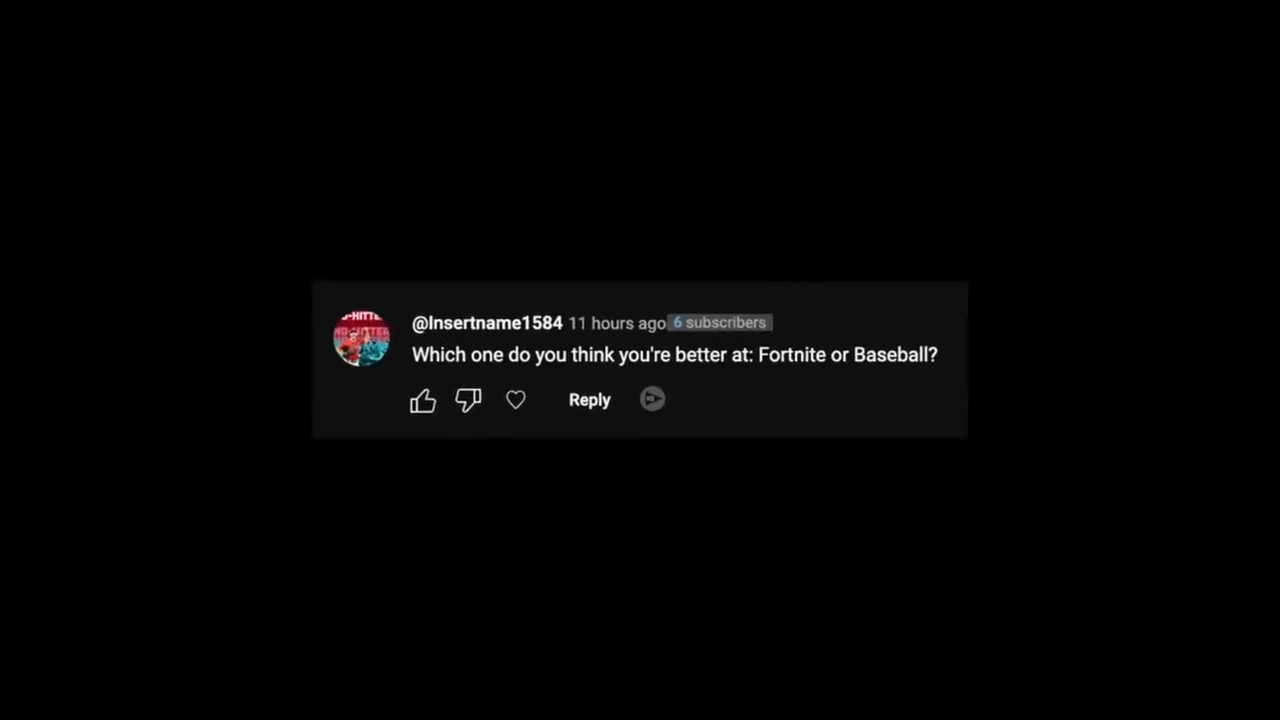 @Insertname1584 11 hours ago 6 subscribers
Which one do you think you're better at: Fortnite or Baseball?
Reply